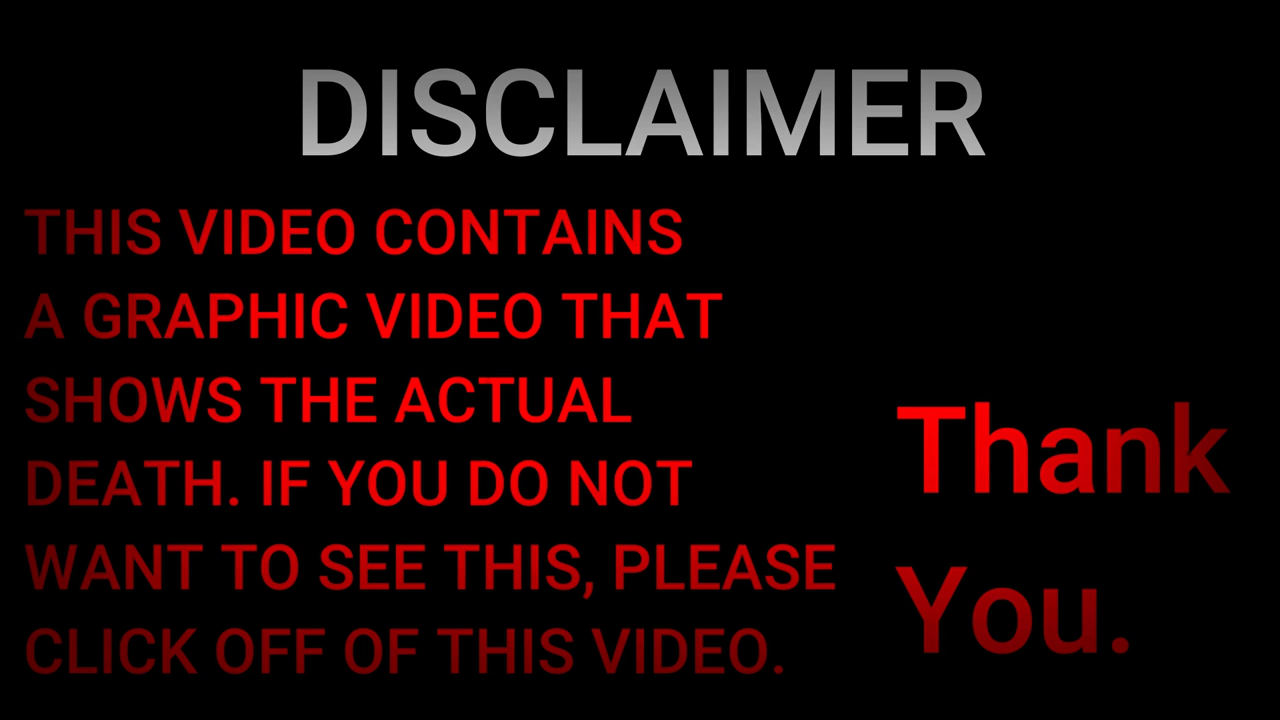 DISCLAIMER
THIS VIDEO CONTAINS
A GRAPHIC VIDEO THAT
SHOWS THE ACTUAL
DEATH. IF YOU DO NOT
WANT TO SEE THIS, PLEASE
CLICK OFF OF THIS VIDEO.
Thank
You.